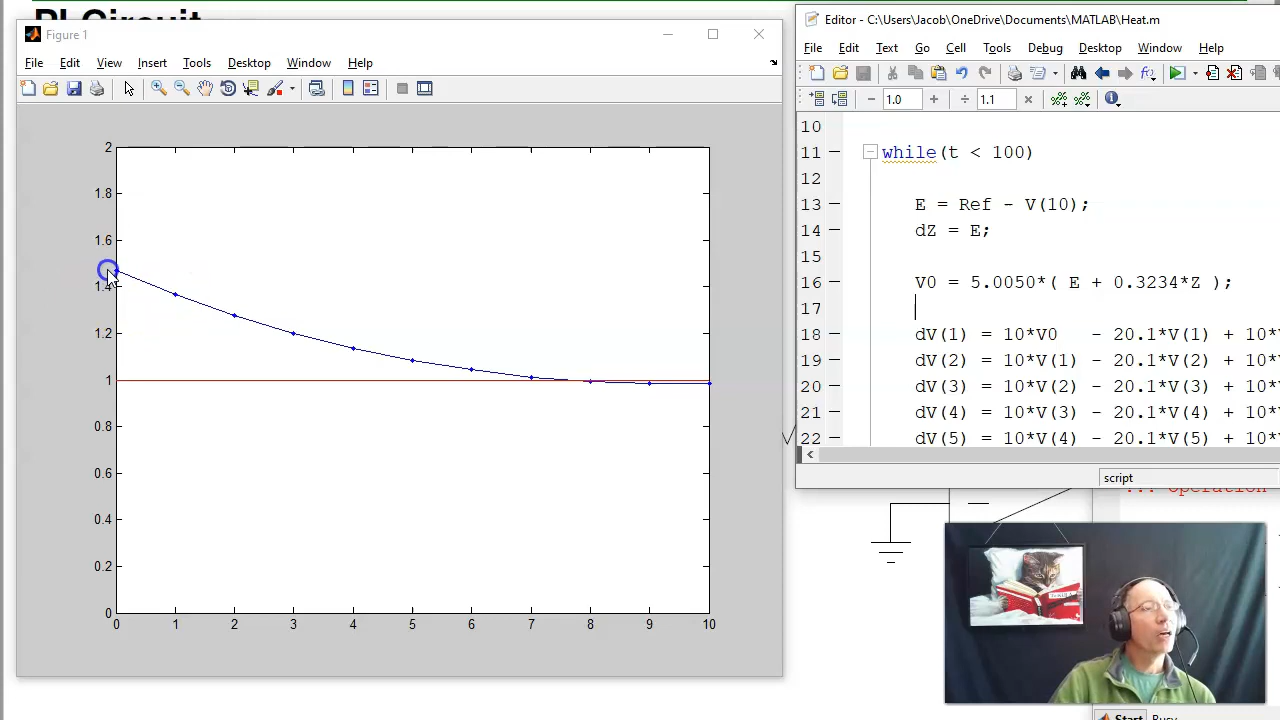 PI Circuit
Figure 1
File Edit View Insert Tools Desktop Window Help
2
1.8
1.6
1.4
1.2
1
0.8
0.6
0.4
0.2
0
0 1 2 3 4 5 6 7 8 9 10
Editor - C:\Users\Jacob\OneDrive\Documents\MATLAB\Heat.m
File Edit Text Go Cell Tools Debug Desktop Window Help
1.0 1.1
10
11 while(t < 100)
12
13 E = Ref - V(10);
14 dZ = E;
15
16 V0 = 5.0050*( E + 0.3234*Z );
17
18 dV(1) = 10*V0 - 20.1*V(1) + 10*
19 dV(2) = 10*V(1) - 20.1*V(2) + 10*
20 dV(3) = 10*V(2) - 20.1*V(3) + 10*
21 dV(4) = 10*V(3) - 20.1*V(4) + 10*
22 dV(5) = 10*V(4) - 20.1*V(5) + 10*
script
Operation
Start Busy